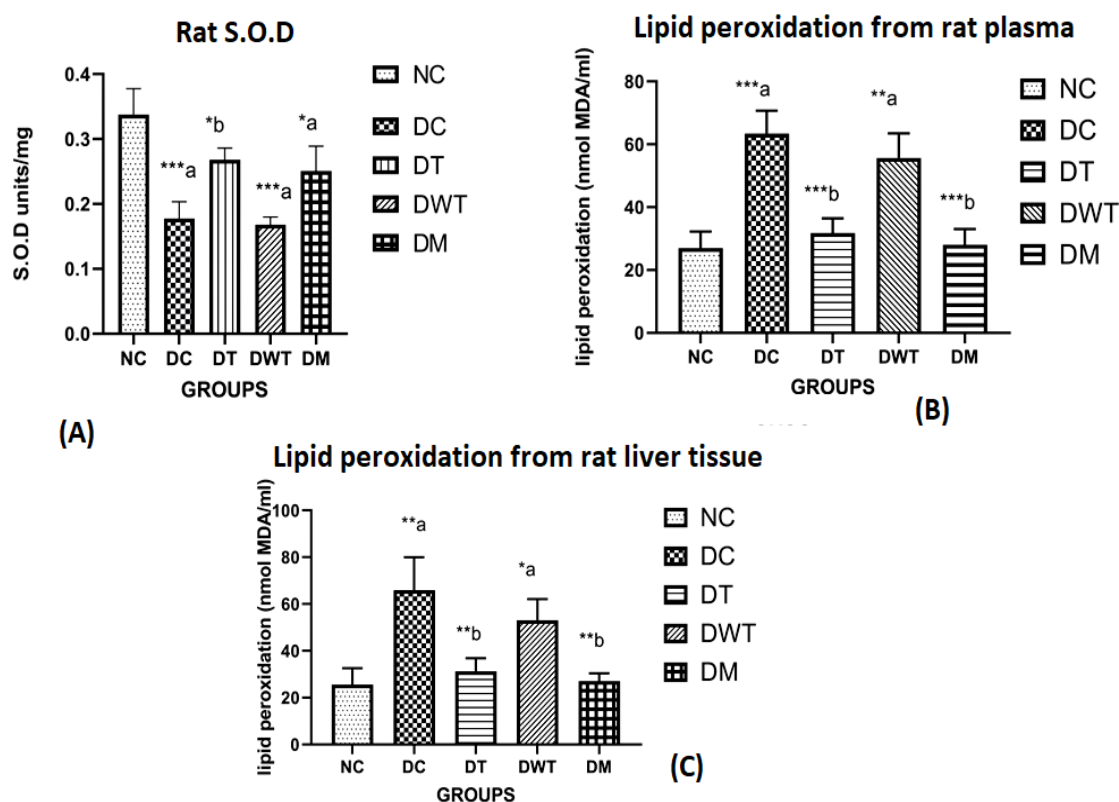 Rat S.O.D
S.O.D units/mg
0.4
0.3
0.2
0.1
0.0
***a
*b
***a
*a
NC
DC
DT
DWT
DM
GROUPS
NC
DC
DT
DWT
DM
(A)
Lipid peroxidation from rat plasma
lipid peroxidation (nmol MDA/ml)
80
60
40
20
0
***a
***b
**a
***b
NC
DC
DT
DWT
DM
GROUPS
NC
DC
DT
DWT
DM
(B)
Lipid peroxidation from rat liver tissue
lipid peroxidation (nmol MDA/ml)
100
80
60
40
20
0
**a
**b
*a
**b
NC
DC
DT
DWT
DM
GROUPS
NC
DC
DT
DWT
DM
(C)